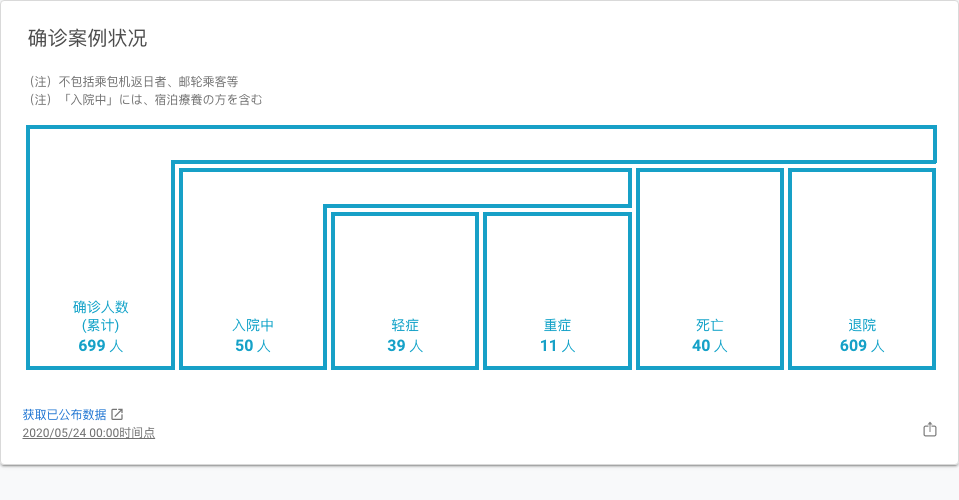 确诊案例状况
（注）不包括乘包机返日者、邮轮乘客等
（注）「入院中」には、宿泊療養の方を含む
确诊人数
(累计)
699 人
入院中
50 人
轻症
39 人
重症
11 人
死亡
40 人
退院
609 人
获取已公布数据
2020/05/24 00:00时间点